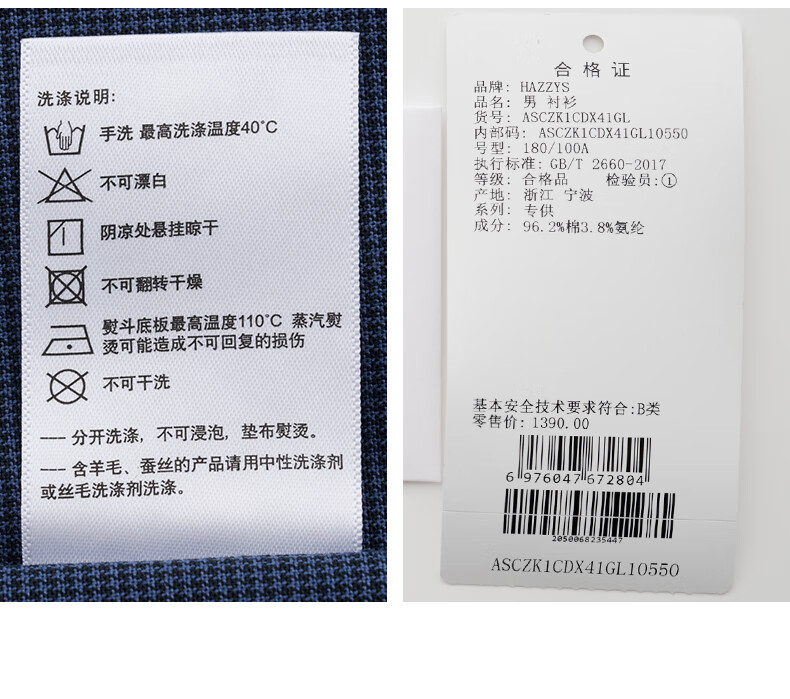 洗涤说明:
手洗 最高洗涤温度40°C
不可漂白
阴凉处悬挂晾干
不可翻转干燥
熨斗底板最高温度110°C 蒸汽熨
烫可能造成不可回复的损伤
不可干洗
--- 分开洗涤，不可浸泡，垫布熨烫。
--- 含羊毛、蚕丝的产品请用中性洗涤剂
或丝毛洗涤剂洗涤。
合格证
品牌: HAZZYS
品名: 男 衬衫
货号: ASCZK1CDX41GL
内部码: ASCZK1CDX41GL10550
号型: 180/100A
执行标准: GB/T 2660-2017
等级: 合格品 检验员:①
产地: 浙江 宁波
系列: 专供
成分: 96.2%棉3.8%氨纶
基本安全技术要求符合:B类
零售价: 1390.00
6 976047 672804
2050068235447
ASCZK1CDX41GL10550